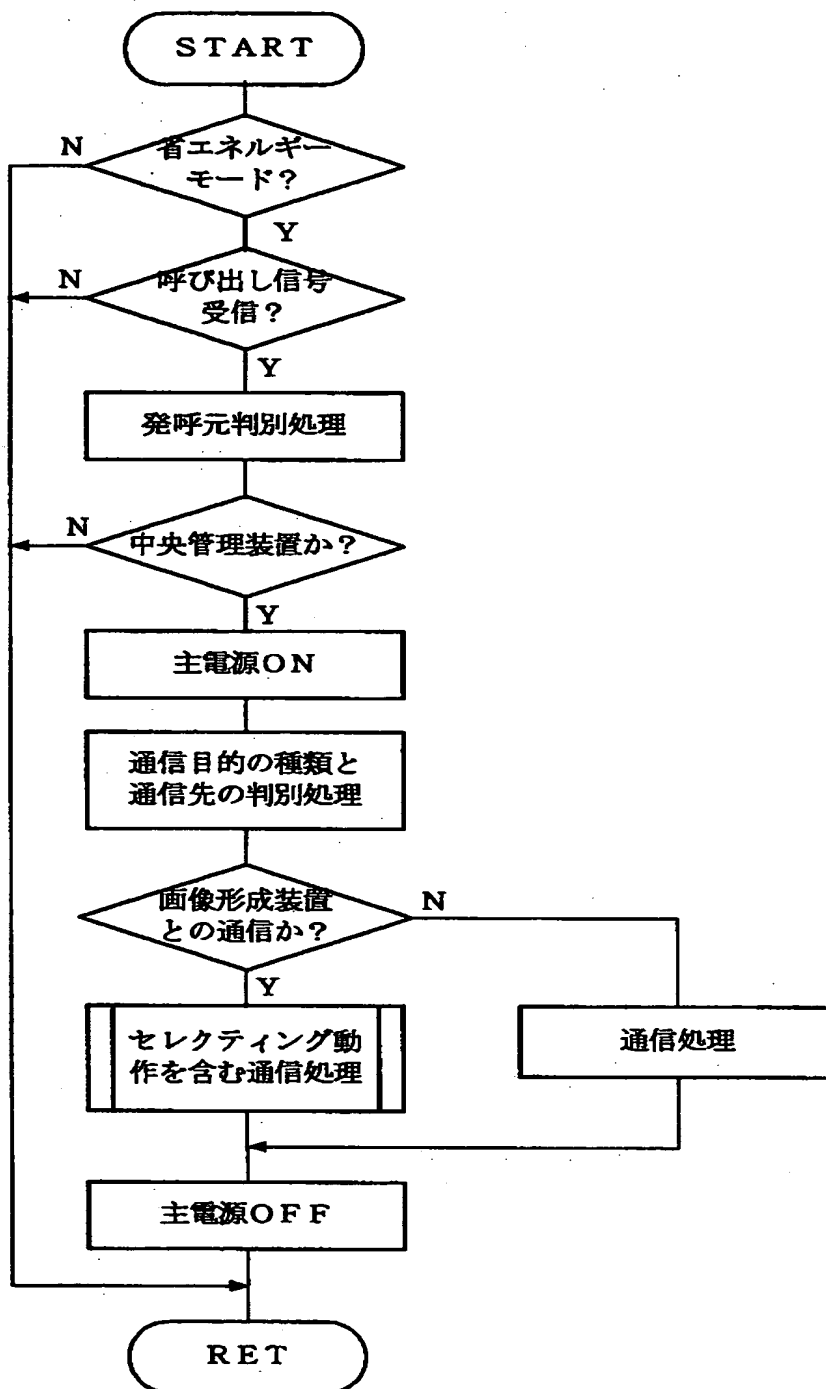 START
省エネルギー
モード?
N
Y
呼び出し信号
受信?
N
Y
発呼元判別処理
中央管理装置か?
N
Y
主電源ON
通信目的の種類と
通信先の判別処理
画像形成装置
との通信か?
N
Y
セレクティング動
作を含む通信処理
通信処理
主電源OFF
RET